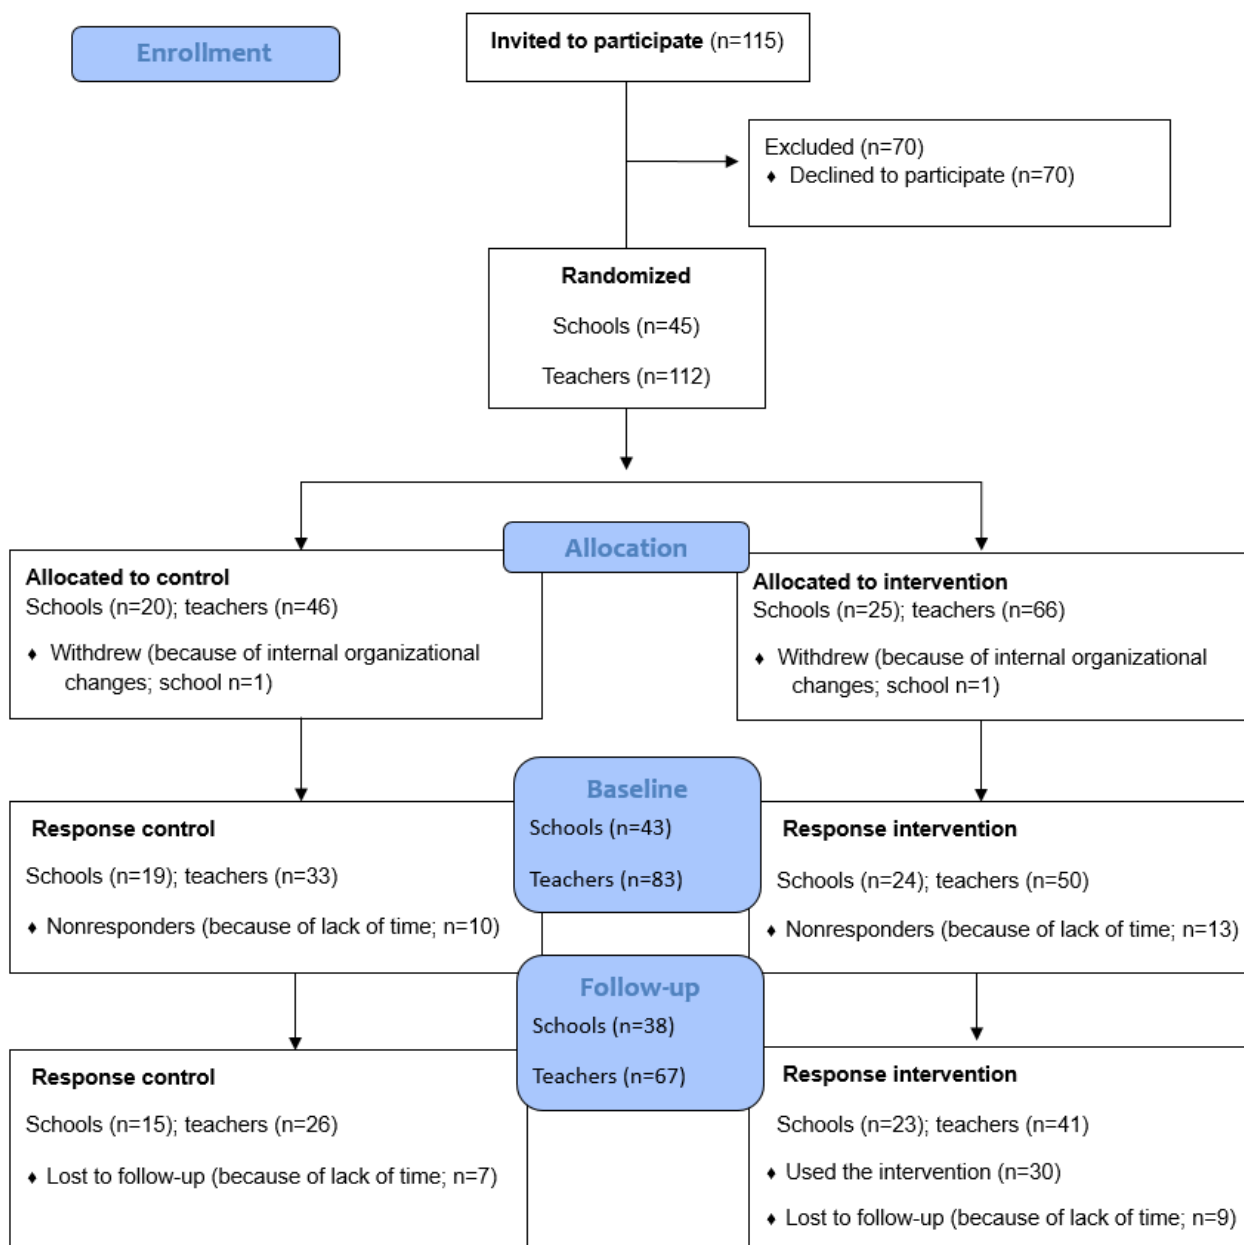 Enrollment
Invited to participate (n=115)
Excluded (n=70)
♦ Declined to participate (n=70)
Randomized
Schools (n=45)
Teachers (n=112)
Allocation
Allocated to control
Schools (n=20); teachers (n=46)
♦ Withdrew (because of internal organizational
changes; school n=1)
Allocated to intervention
Schools (n=25); teachers (n=66)
♦ Withdrew (because of internal organizational
changes; school n=1)
Baseline
Schools (n=43)
Teachers (n=83)
Response control
Schools (n=19); teachers (n=33)
♦ Nonresponders (because of lack of time; n=10)
Response intervention
Schools (n=24); teachers (n=50)
♦ Nonresponders (because of lack of time; n=13)
Follow-up
Schools (n=38)
Teachers (n=67)
Response control
Schools (n=15); teachers (n=26)
♦ Lost to follow-up (because of lack of time; n=7)
Response intervention
Schools (n=23); teachers (n=41)
♦ Used the intervention (n=30)
♦ Lost to follow-up (because of lack of time; n=9)